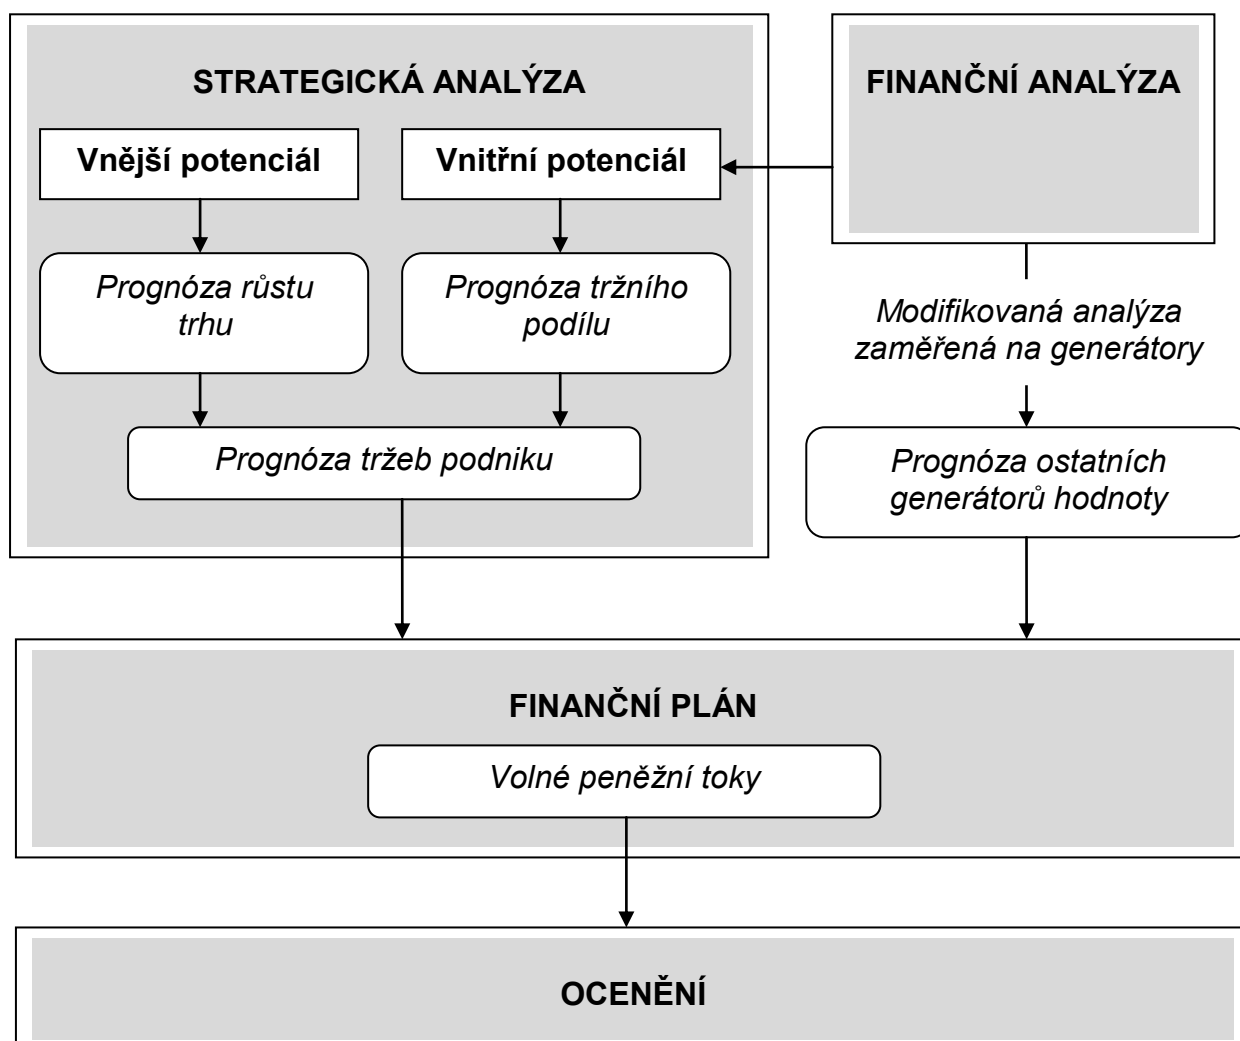 STRATEGICKÁ ANALÝZA
Vnější potenciál
Vnitřní potenciál
Prognóza růstu
trhu
Prognóza tržního
podílu
Prognóza tržeb podniku
FINANČNÍ ANALÝZA
Modifikovaná analýza
zaměřená na generátory
Prognóza ostatních
generátorů hodnoty
FINANČNÍ PLÁN
Volné peněžní toky
OCENĚNÍ